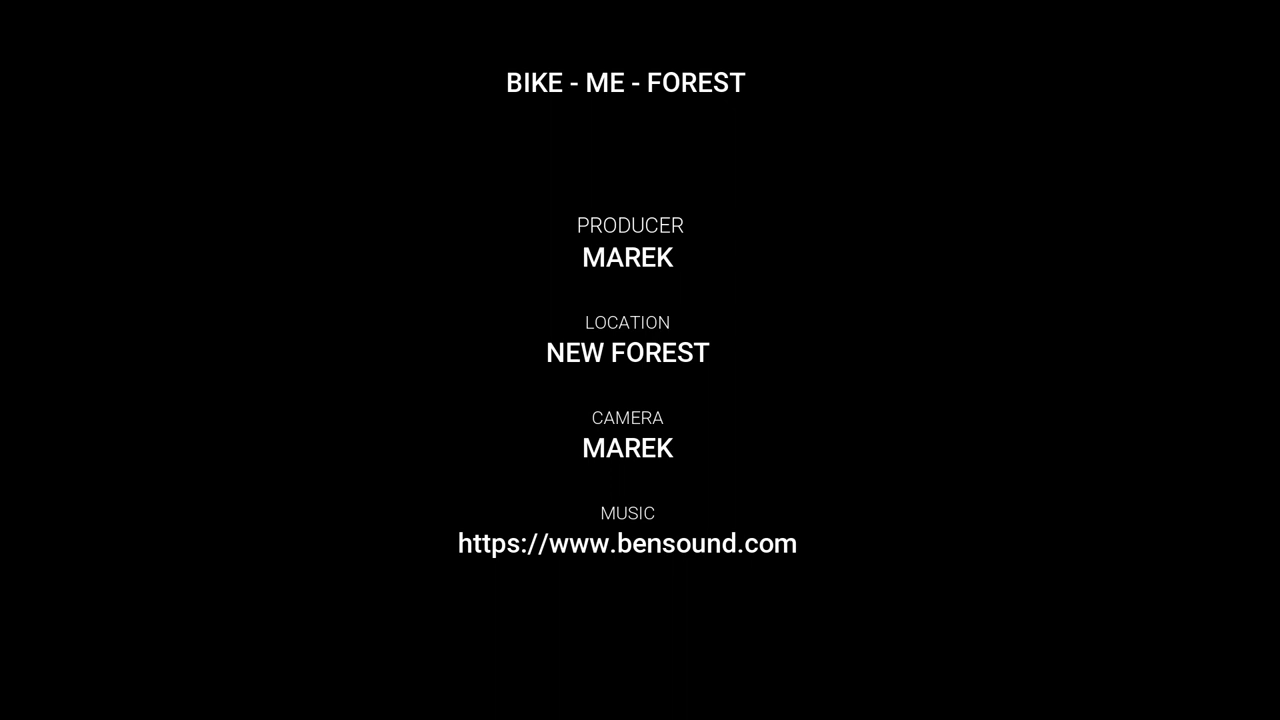 BIKE - ME - FOREST
PRODUCER
MAREK
LOCATION
NEW FOREST
CAMERA
MAREK
MUSIC
https://www.bensound.com